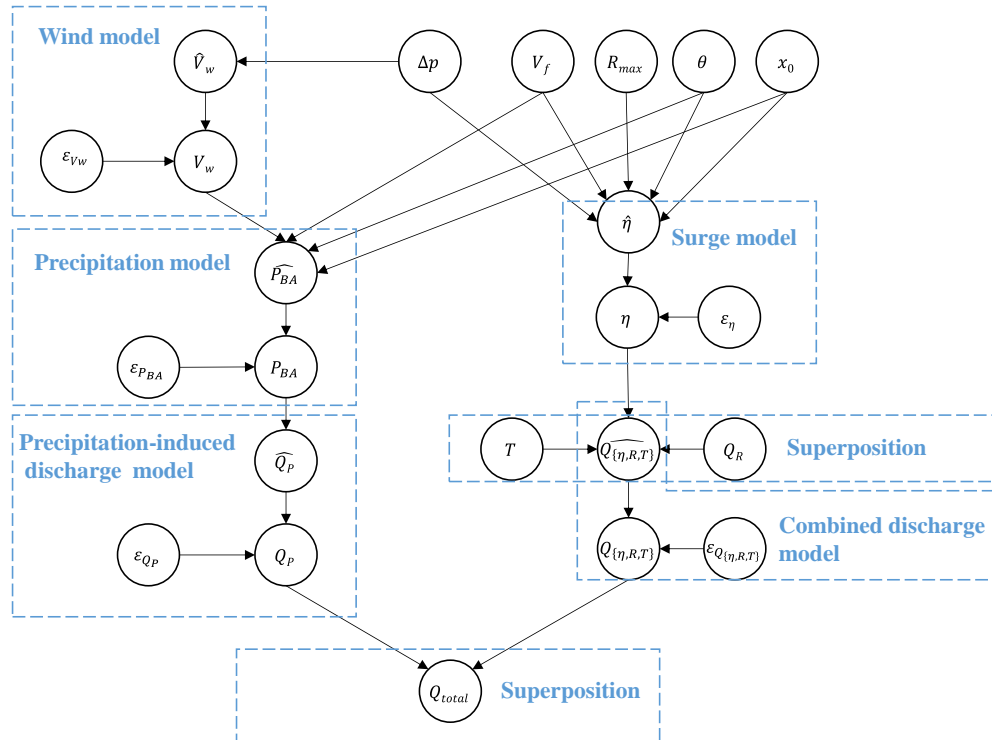 Wind model
V̂_w
Δp
V_f
R_max
θ
x_0
ε_Vw
V_w
η̂
Surge model
Precipitation model
P̂_BA
η
ε_η
ε_P_BA
P_BA
Precipitation-induced
discharge model
Q̂_P
T
Q̂_{η,R,T}
Q_R
Superposition
ε_Q_P
Q_P
Q_{η,R,T}
ε_Q_{η,R,T}
Combined discharge
model
Q_total
Superposition